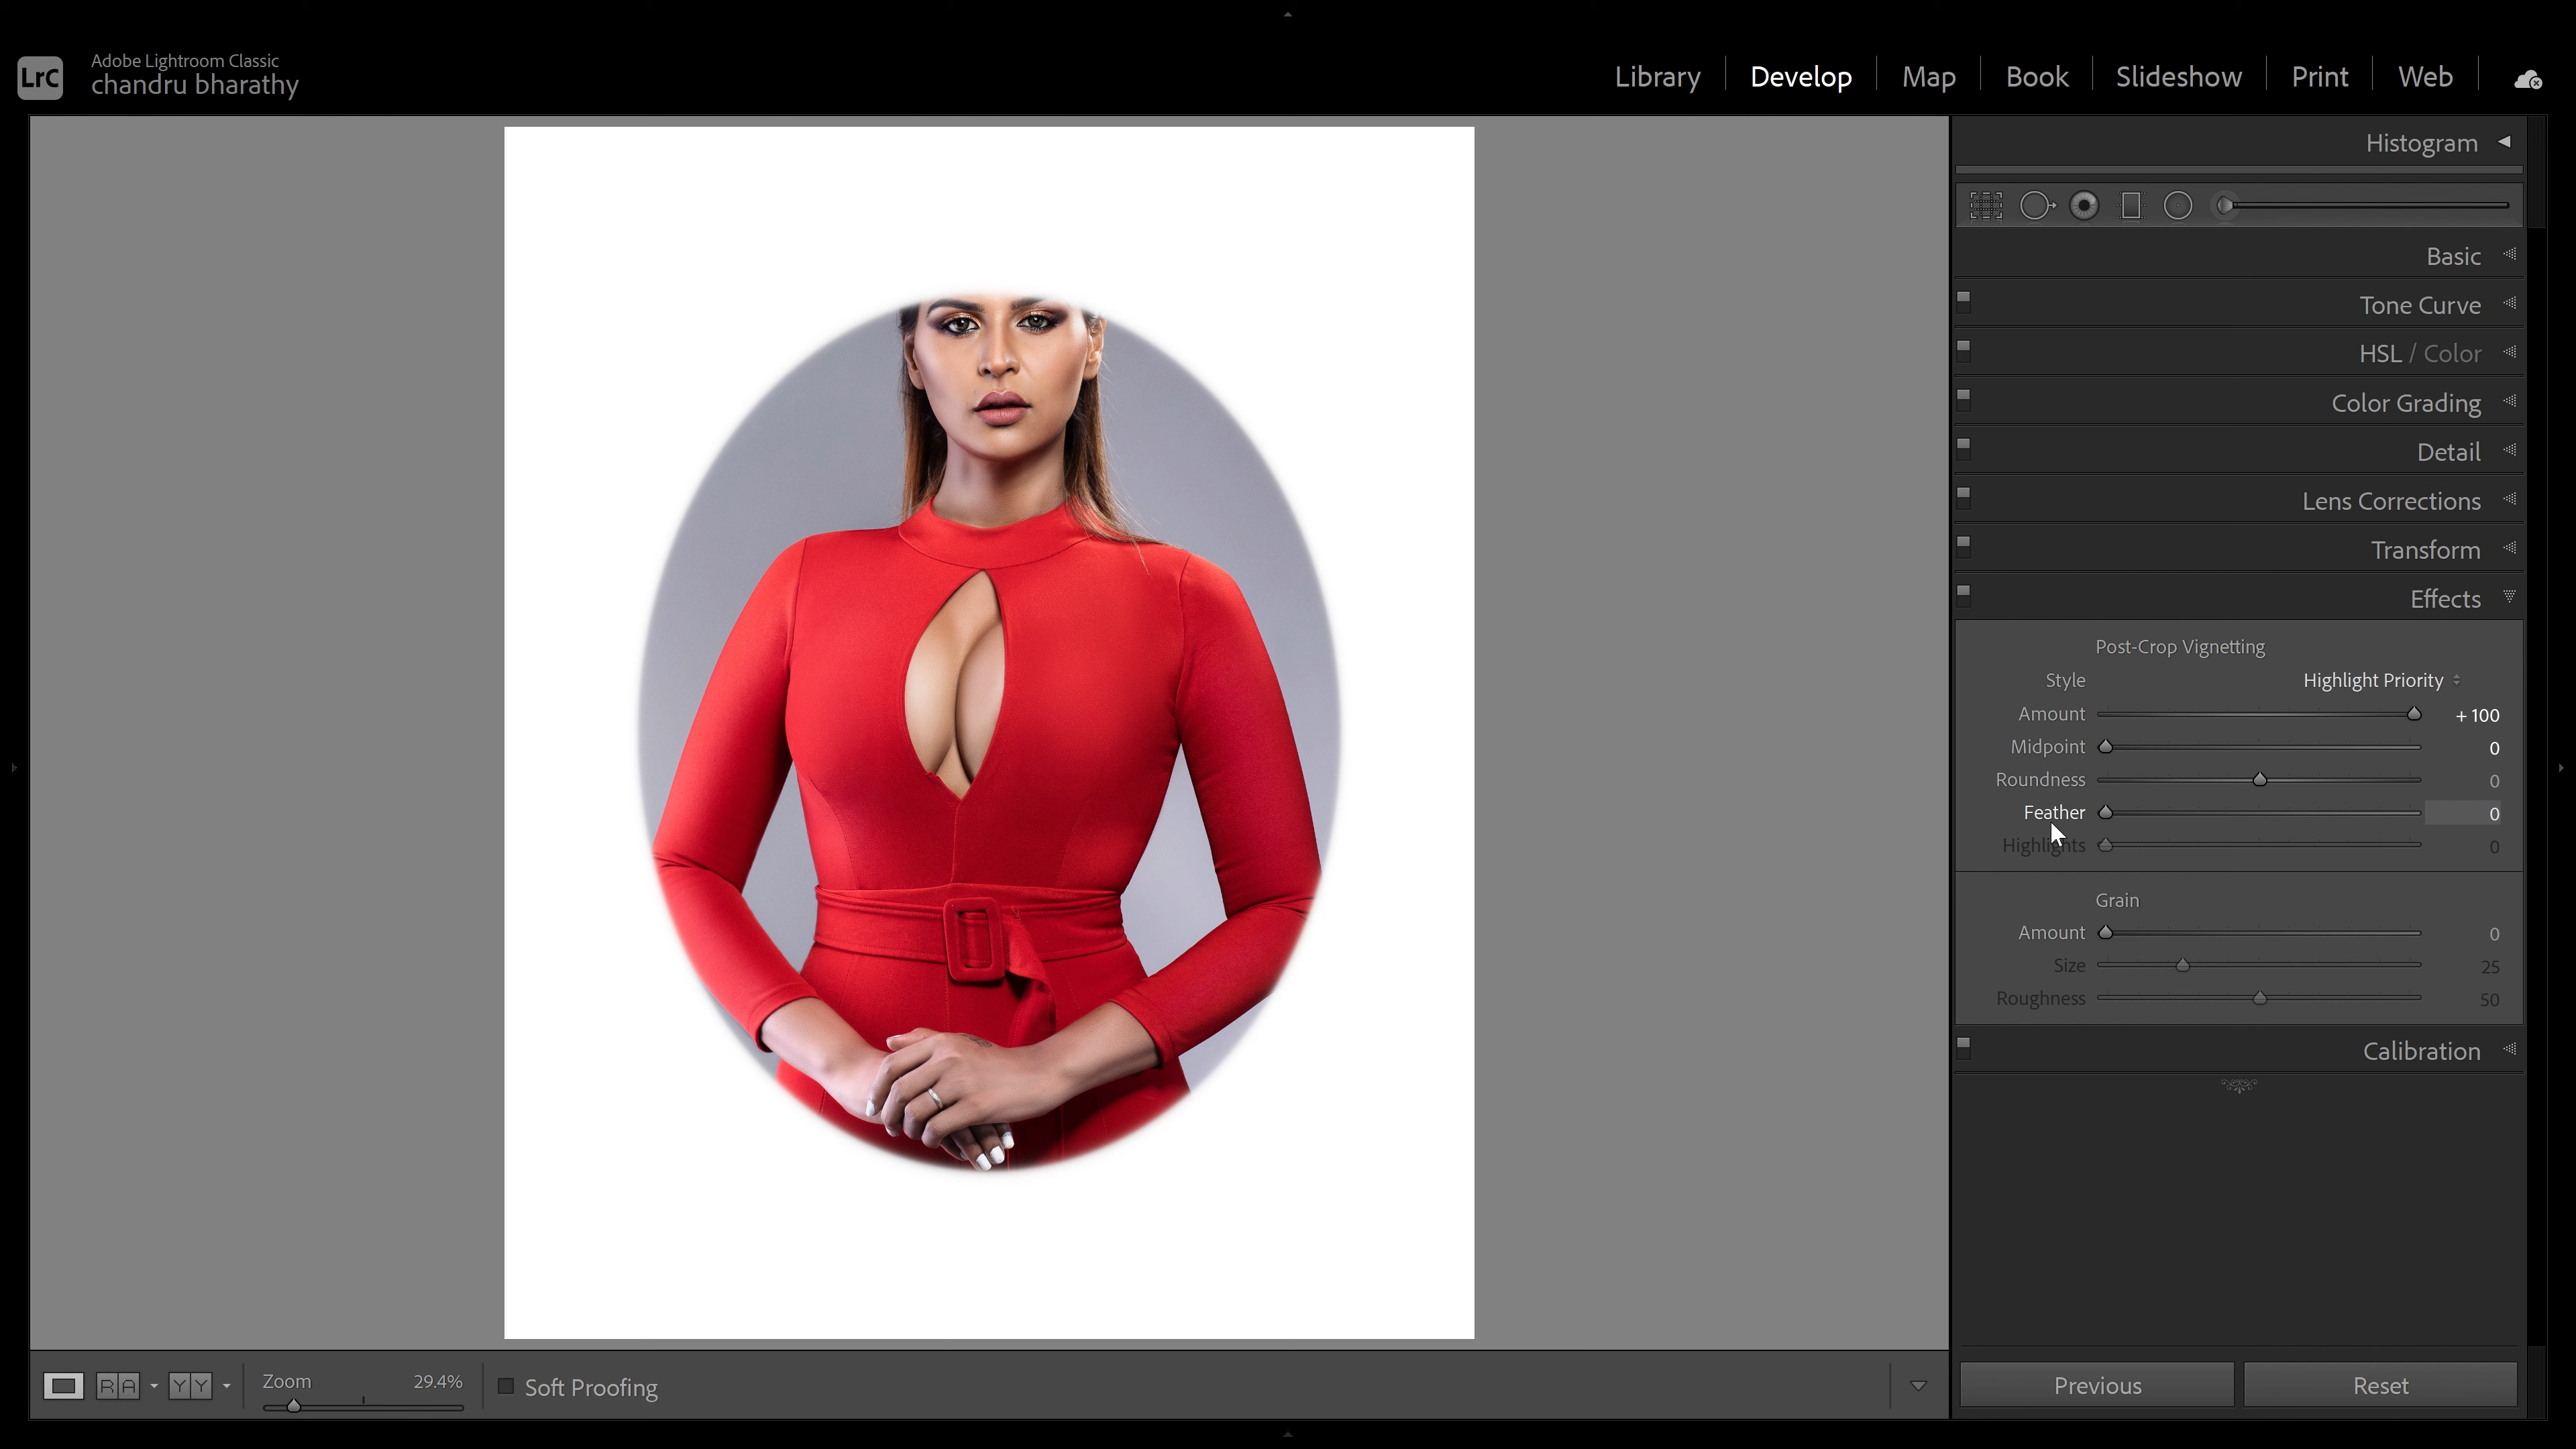 LrC
Adobe Lightroom Classic
chandru bharathy
Library
Develop
Map
Book
Slideshow
Print
Web
Histogram
Basic
Tone Curve
HSL / Color
Color Grading
Detail
Lens Corrections
Transform
Effects
Post-Crop Vignetting
Style Highlight Priority
Amount + 100
Midpoint 0
Roundness 0
Feather 0
Highlights 0
Grain
Amount 0
Size 25
Roughness 50
Calibration
R A
Y Y
Zoom 29.4%
Soft Proofing
Previous
Reset